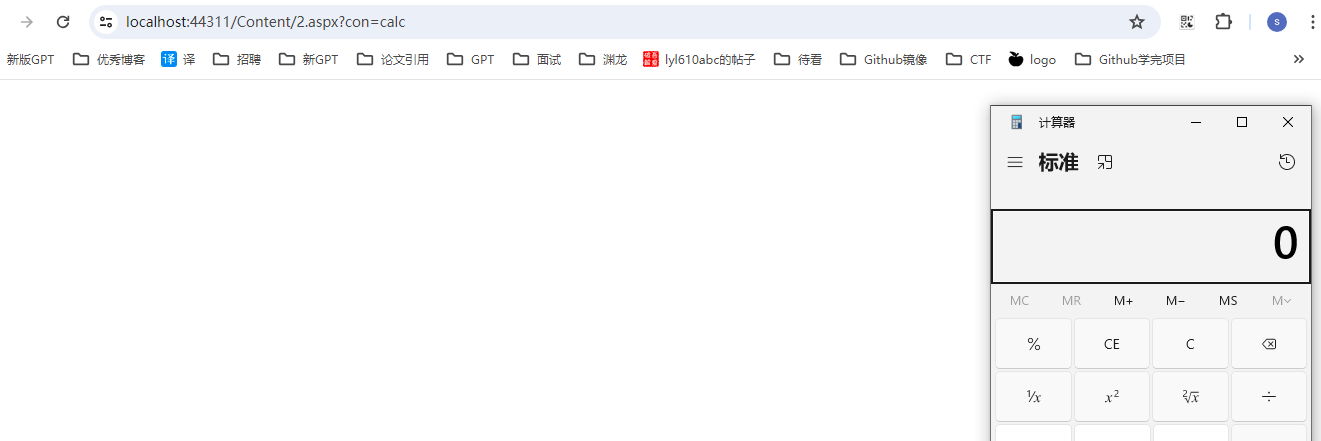 localhost:44311/Content/2.aspx?con=calc
s
新版GPT 优秀博客 译 译 招聘 新GPT 论文引用 GPT 面试 渊龙 lyl610abc的帖子 待看 Github镜像 CTF logo Github学完项目
计算器
标准
0
MC MR M+ M− MS M
% CE C
¹⁄x x² ²√x ÷